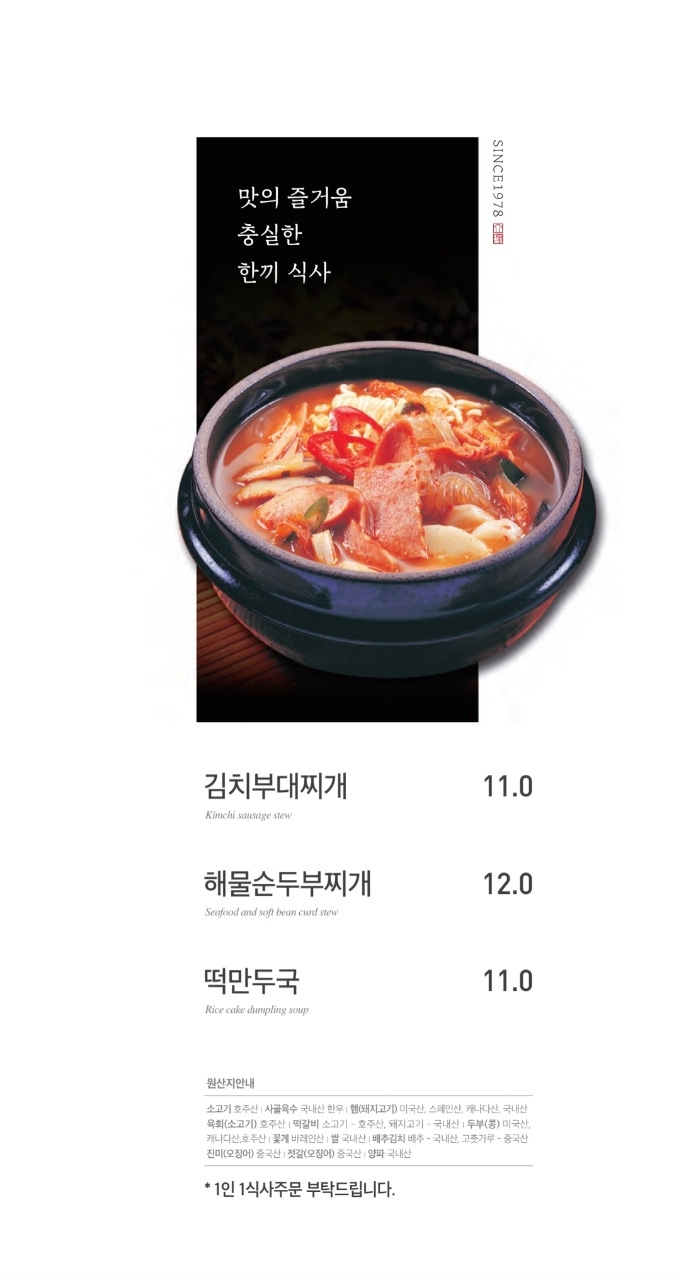 맛의 즐거움
충실한
한끼 식사
SINCE1978
김치부대찌개 11.0
Kimchi sausage stew
해물순두부찌개 12.0
Seafood and soft bean curd stew
떡만두국 11.0
Rice cake dumpling soup
원산지안내
소고기 호주산 | 사골육수 국내산 한우 | 햄(돼지고기) 미국산, 스페인산, 캐나다산, 국내산
육회(소고기) 호주산 | 떡갈비 소고기 - 호주산, 돼지고기 - 국내산 | 두부(콩) 미국산,
캐나다산,호주산 | 꽃게 바레인산 | 쌀 국내산 | 배추김치 배추 - 국내산, 고춧가루 - 중국산
진미(오징어) 중국산 | 젓갈(오징어) 중국산 | 양파 국내산
* 1인 1식사주문 부탁드립니다.